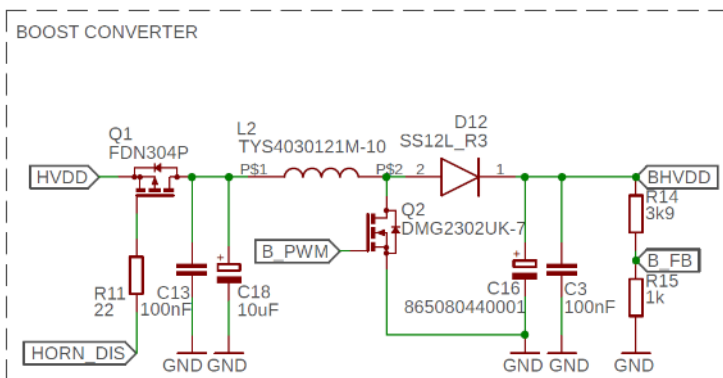 BOOST CONVERTER
Q1
FDN304P
L2
TYS4030121M-10
D12
SS12L_R3
HVDD
P$1
P$2
2
1
BHVDD
R14
3k9
Q2
DMG2302UK-7
B_PWM
B_FB
R11
22
C13
100nF
C18
10uF
C16
865080440001
C3
100nF
R15
1k
HORN_DIS
GND
GND
GND
GND
GND
+
+